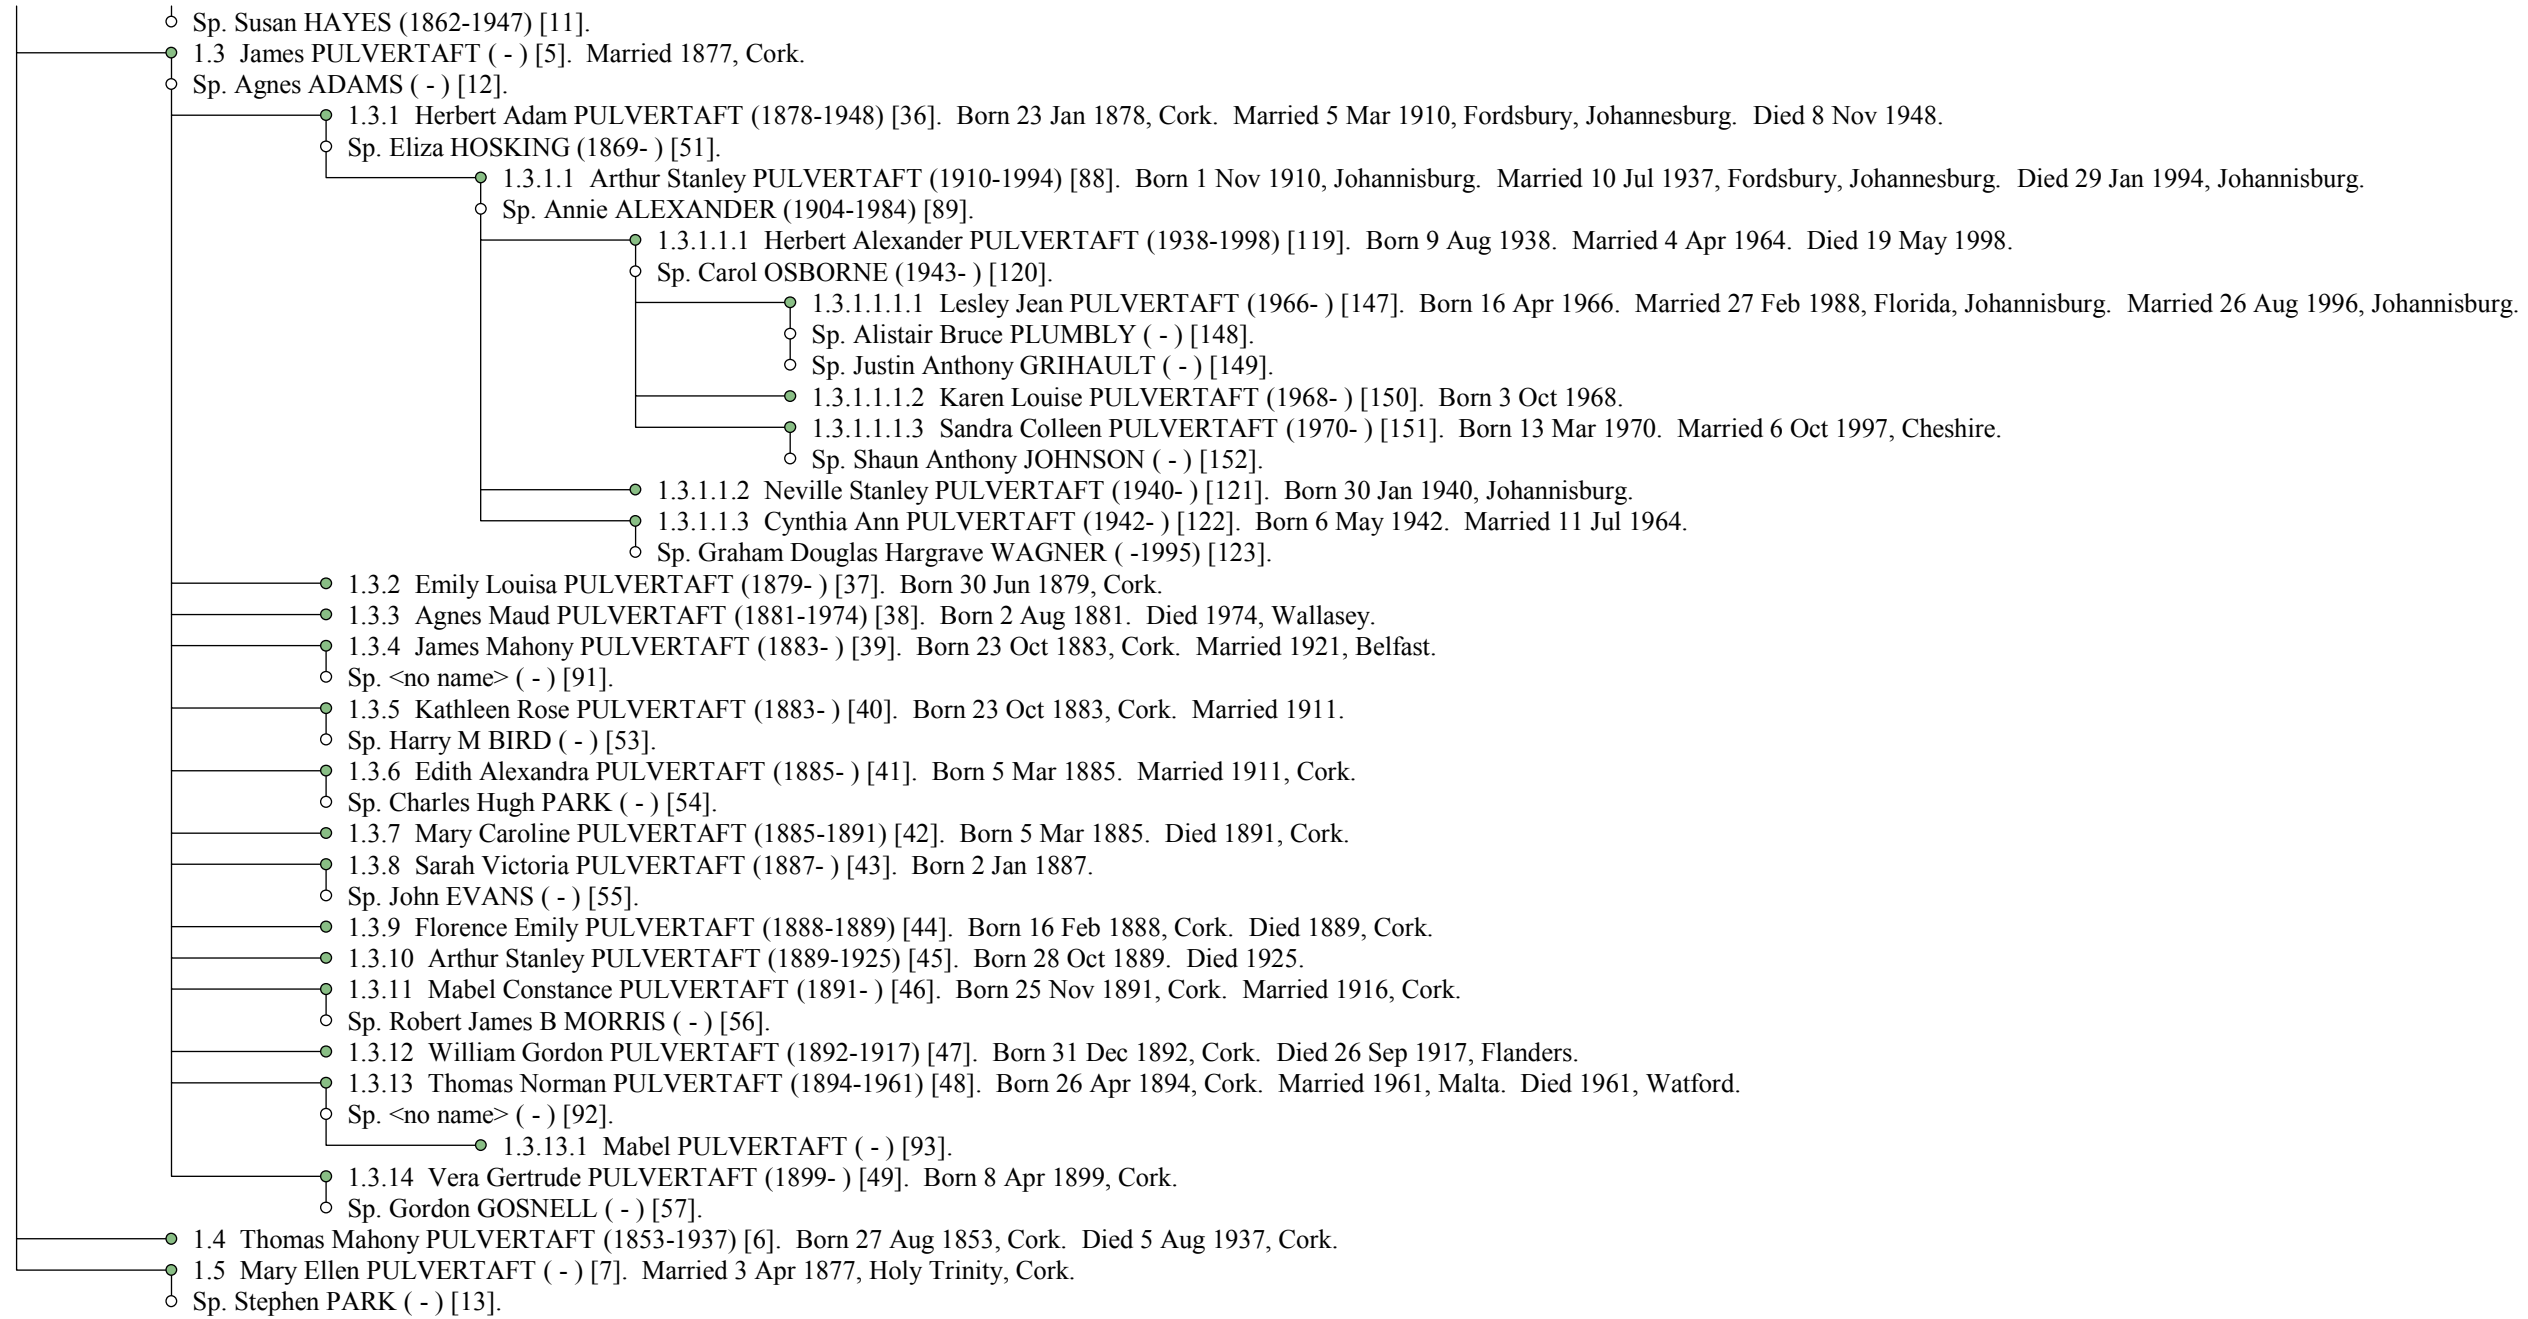 Sp. Susan HAYES (1862-1947) [11].
1.3 James PULVERTAFT ( - ) [5]. Married 1877, Cork.
Sp. Agnes ADAMS ( - ) [12].
1.3.1 Herbert Adam PULVERTAFT (1878-1948) [36]. Born 23 Jan 1878, Cork. Married 5 Mar 1910, Fordsbury, Johannesburg. Died 8 Nov 1948.
Sp. Eliza HOSKING (1869- ) [51].
1.3.1.1 Arthur Stanley PULVERTAFT (1910-1994) [88]. Born 1 Nov 1910, Johannisburg. Married 10 Jul 1937, Fordsbury, Johannesburg. Died 29 Jan 1994, Johannisburg.
Sp. Annie ALEXANDER (1904-1984) [89].
1.3.1.1.1 Herbert Alexander PULVERTAFT (1938-1998) [119]. Born 9 Aug 1938. Married 4 Apr 1964. Died 19 May 1998.
Sp. Carol OSBORNE (1943- ) [120].
1.3.1.1.1.1 Lesley Jean PULVERTAFT (1966- ) [147]. Born 16 Apr 1966. Married 27 Feb 1988, Florida, Johannisburg. Married 26 Aug 1996, Johannisburg.
Sp. Alistair Bruce PLUMBLY ( - ) [148].
Sp. Justin Anthony GRIHAULT ( - ) [149].
1.3.1.1.1.2 Karen Louise PULVERTAFT (1968- ) [150]. Born 3 Oct 1968.
1.3.1.1.1.3 Sandra Colleen PULVERTAFT (1970- ) [151]. Born 13 Mar 1970. Married 6 Oct 1997, Cheshire.
Sp. Shaun Anthony JOHNSON ( - ) [152].
1.3.1.1.2 Neville Stanley PULVERTAFT (1940- ) [121]. Born 30 Jan 1940, Johannisburg.
1.3.1.1.3 Cynthia Ann PULVERTAFT (1942- ) [122]. Born 6 May 1942. Married 11 Jul 1964.
Sp. Graham Douglas Hargrave WAGNER ( -1995) [123].
1.3.2 Emily Louisa PULVERTAFT (1879- ) [37]. Born 30 Jun 1879, Cork.
1.3.3 Agnes Maud PULVERTAFT (1881-1974) [38]. Born 2 Aug 1881. Died 1974, Wallasey.
1.3.4 James Mahony PULVERTAFT (1883- ) [39]. Born 23 Oct 1883, Cork. Married 1921, Belfast.
Sp. <no name> ( - ) [91].
1.3.5 Kathleen Rose PULVERTAFT (1883- ) [40]. Born 23 Oct 1883, Cork. Married 1911.
Sp. Harry M BIRD ( - ) [53].
1.3.6 Edith Alexandra PULVERTAFT (1885- ) [41]. Born 5 Mar 1885. Married 1911, Cork.
Sp. Charles Hugh PARK ( - ) [54].
1.3.7 Mary Caroline PULVERTAFT (1885-1891) [42]. Born 5 Mar 1885. Died 1891, Cork.
1.3.8 Sarah Victoria PULVERTAFT (1887- ) [43]. Born 2 Jan 1887.
Sp. John EVANS ( - ) [55].
1.3.9 Florence Emily PULVERTAFT (1888-1889) [44]. Born 16 Feb 1888, Cork. Died 1889, Cork.
1.3.10 Arthur Stanley PULVERTAFT (1889-1925) [45]. Born 28 Oct 1889. Died 1925.
1.3.11 Mabel Constance PULVERTAFT (1891- ) [46]. Born 25 Nov 1891, Cork. Married 1916, Cork.
Sp. Robert James B MORRIS ( - ) [56].
1.3.12 William Gordon PULVERTAFT (1892-1917) [47]. Born 31 Dec 1892, Cork. Died 26 Sep 1917, Flanders.
1.3.13 Thomas Norman PULVERTAFT (1894-1961) [48]. Born 26 Apr 1894, Cork. Married 1961, Malta. Died 1961, Watford.
Sp. <no name> ( - ) [92].
1.3.13.1 Mabel PULVERTAFT ( - ) [93].
1.3.14 Vera Gertrude PULVERTAFT (1899- ) [49]. Born 8 Apr 1899, Cork.
Sp. Gordon GOSNELL ( - ) [57].
1.4 Thomas Mahony PULVERTAFT (1853-1937) [6]. Born 27 Aug 1853, Cork. Died 5 Aug 1937, Cork.
1.5 Mary Ellen PULVERTAFT ( - ) [7]. Married 3 Apr 1877, Holy Trinity, Cork.
Sp. Stephen PARK ( - ) [13].